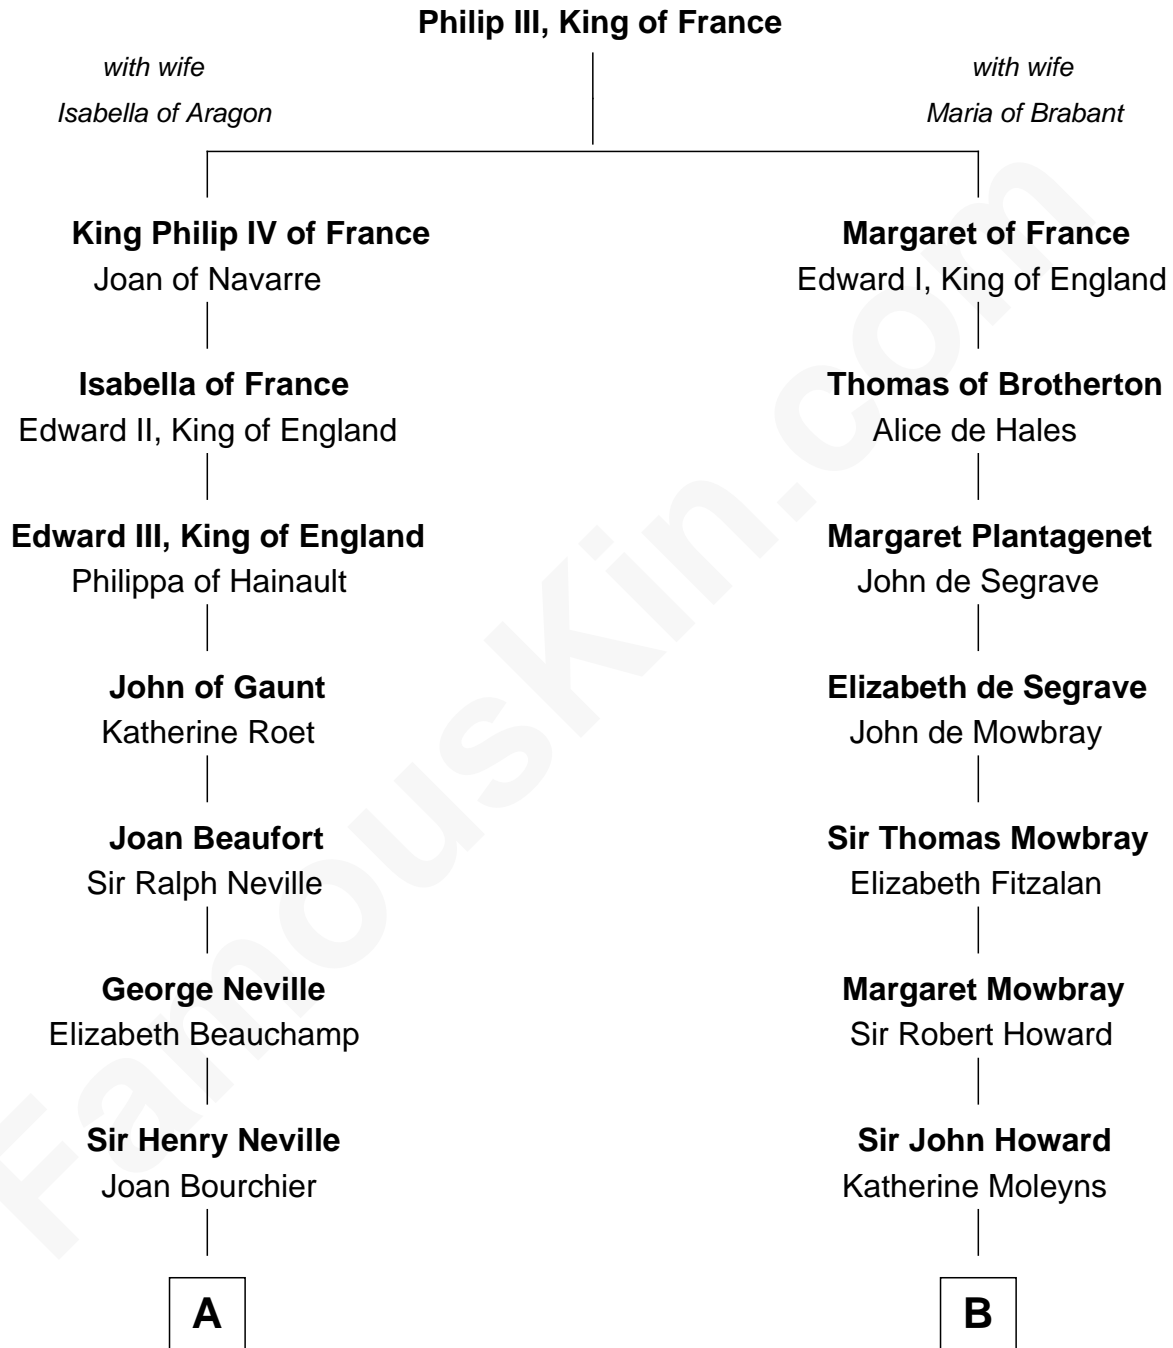 Philip III, King of France
with wife
Isabella of Aragon
with wife
Maria of Brabant
King Philip IV of France
Joan of Navarre
Margaret of France
Edward I, King of England
Isabella of France
Edward II, King of England
Thomas of Brotherton
Alice de Hales
Edward III, King of England
Philippa of Hainault
Margaret Plantagenet
John de Segrave
John of Gaunt
Katherine Roet
Elizabeth de Segrave
John de Mowbray
Joan Beaufort
Sir Ralph Neville
Sir Thomas Mowbray
Elizabeth Fitzalan
George Neville
Elizabeth Beauchamp
Margaret Mowbray
Sir Robert Howard
Sir Henry Neville
Joan Bourchier
Sir John Howard
Katherine Moleyns
A
B
FamousKin.com